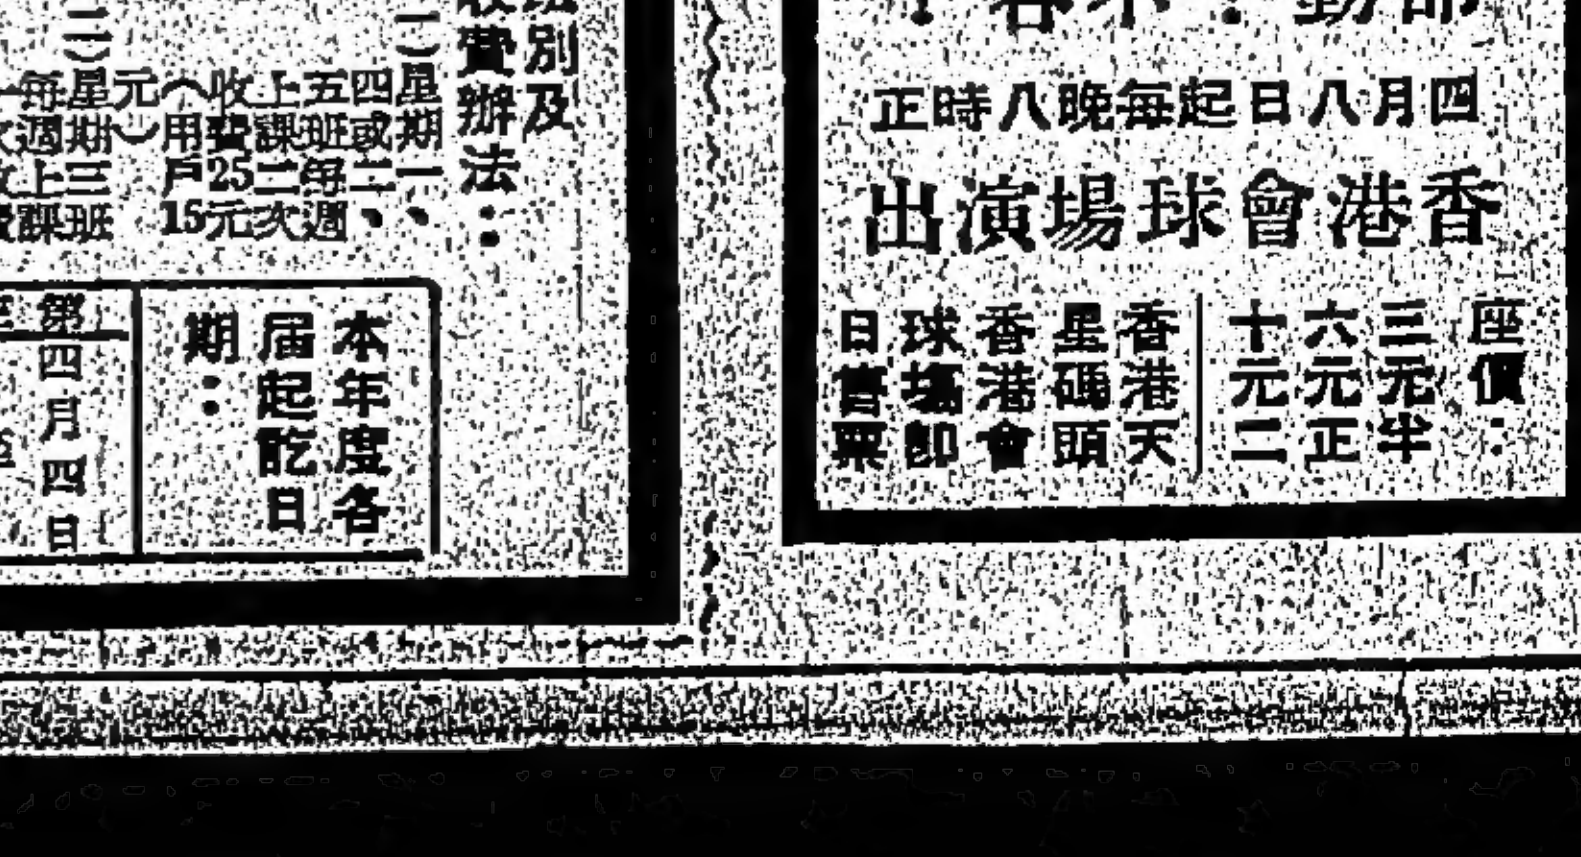 四月八日起每晚八時正
香港會球場演出
座價：
三元半
六元正
十元二
香港天
星碼頭
香港會
球場即
日售票
別及
費辦法：
一）星期一、
四或二、
五班每週
上課二次
收費25元
（用戶15
元）
二）星期三班
每週上課
本年度各
屆起訖日
期：
第
四月四日